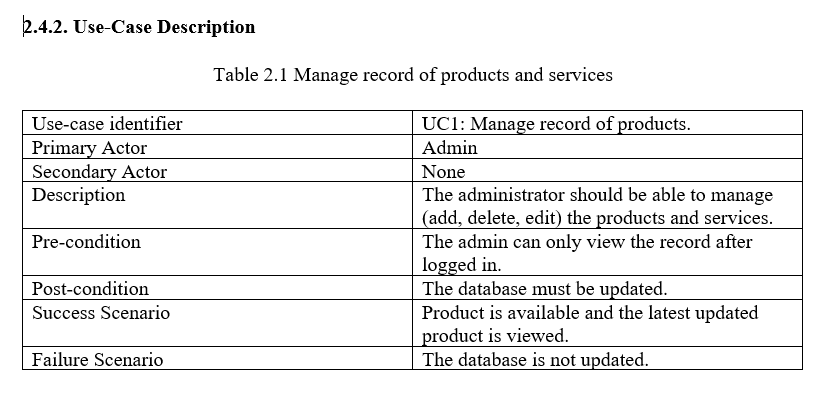 2.4.2. Use-Case Description
Table 2.1 Manage record of products and services
Use-case identifier
UC1: Manage record of products.
Primary Actor
Admin
Secondary Actor
None
Description
The administrator should be able to manage
(add, delete, edit) the products and services.
Pre-condition
The admin can only view the record after
logged in.
Post-condition
The database must be updated.
Success Scenario
Product is available and the latest updated
product is viewed.
Failure Scenario
The database is not updated.